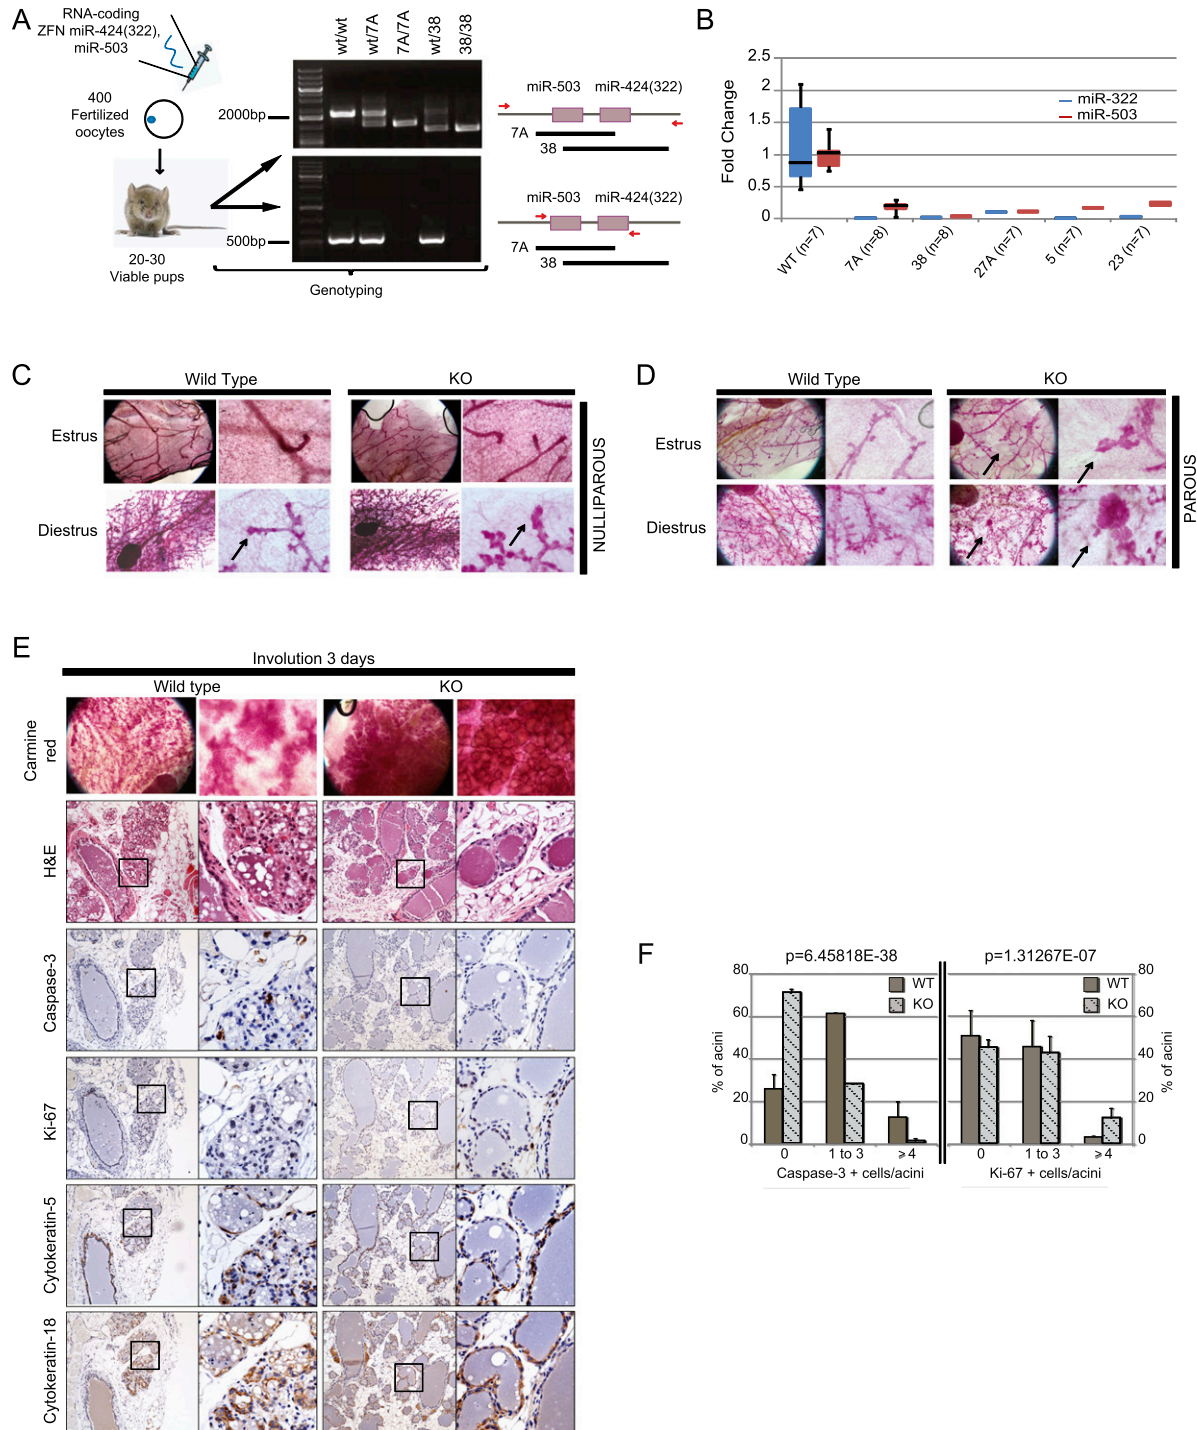 A
RNA-coding
ZFN miR-424(322),
miR-503
400
Fertilized
oocytes
20-30
Viable pups
wt/wt
wt/7A
7A/7A
wt/38
38/38
2000bp
500bp
Genotyping
miR-503 miR-424(322)
7A
38
miR-503 miR-424(322)
7A
38
B
Fold Change
2.5
2
1.5
1
0.5
0
miR-322
miR-503
WT (n=7)
7A (n=8)
38 (n=8)
27A (n=7)
5 (n=7)
23 (n=7)
C
Wild Type KO
Estrus
Diestrus
NULLIPAROUS
D
Wild Type KO
Estrus
Diestrus
PAROUS
E
Involution 3 days
Wild type KO
Carmine
red
H&E
Caspase-3
Ki-67
Cytokeratin-5
Cytokeratin-18
F
p=6.45818E-38 p=1.31267E-07
% of acini
80
60
40
20
0
WT
KO
0 1 to 3 ⩾4
Caspase-3 + cells/acini
WT
KO
0 1 to 3 ⩾4
Ki-67 + cells/acini
80
60
40
20
0
% of acini